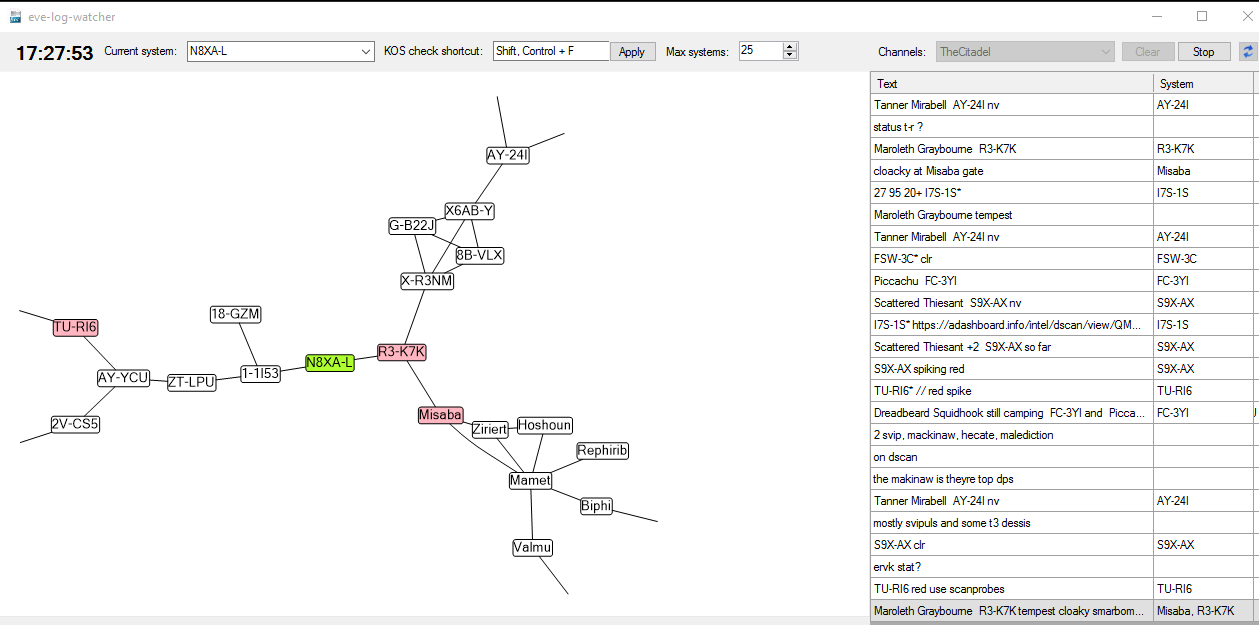 eve-log-watcher
17:27:53 Current system: N8XA-L KOS check shortcut: Shift, Control + F Apply Max systems: 25 Channels: TheCitadel Clear Stop
Text System
Tanner Mirabell AY-24I nv AY-24I
status t-r ?
Maroleth Graybourne R3-K7K R3-K7K
cloacky at Misaba gate Misaba
27 95 20+ I7S-1S* I7S-1S
Maroleth Graybourne tempest
Tanner Mirabell AY-24I nv AY-24I
FSW-3C* clr FSW-3C
Piccachu FC-3YI FC-3YI
Scattered Thiesant S9X-AX nv S9X-AX
I7S-1S* https://adashboard.info/intel/dscan/view/QM... I7S-1S
Scattered Thiesant +2 S9X-AX so far S9X-AX
S9X-AX spiking red S9X-AX
TU-RI6* // red spike TU-RI6
Dreadbeard Squidhook still camping FC-3YI and Picca... FC-3YI
2 svip, mackinaw, hecate, malediction
on dscan
the makinaw is theyre top dps
Tanner Mirabell AY-24I nv AY-24I
mostly svipuls and some t3 dessis
S9X-AX clr S9X-AX
ervk stat?
TU-RI6 red use scanprobes TU-RI6
Maroleth Graybourne R3-K7K tempest cloaky smarbom... Misaba, R3-K7K
AY-24I
X6AB-Y
G-B22J
8B-VLX
X-R3NM
18-GZM
TU-RI6
R3-K7K
N8XA-L
1-1I53
AY-YCU
ZT-LPU
Misaba
2V-CS5
Ziriert
Hoshoun
Rephirib
Mamet
Biphi
Valmu